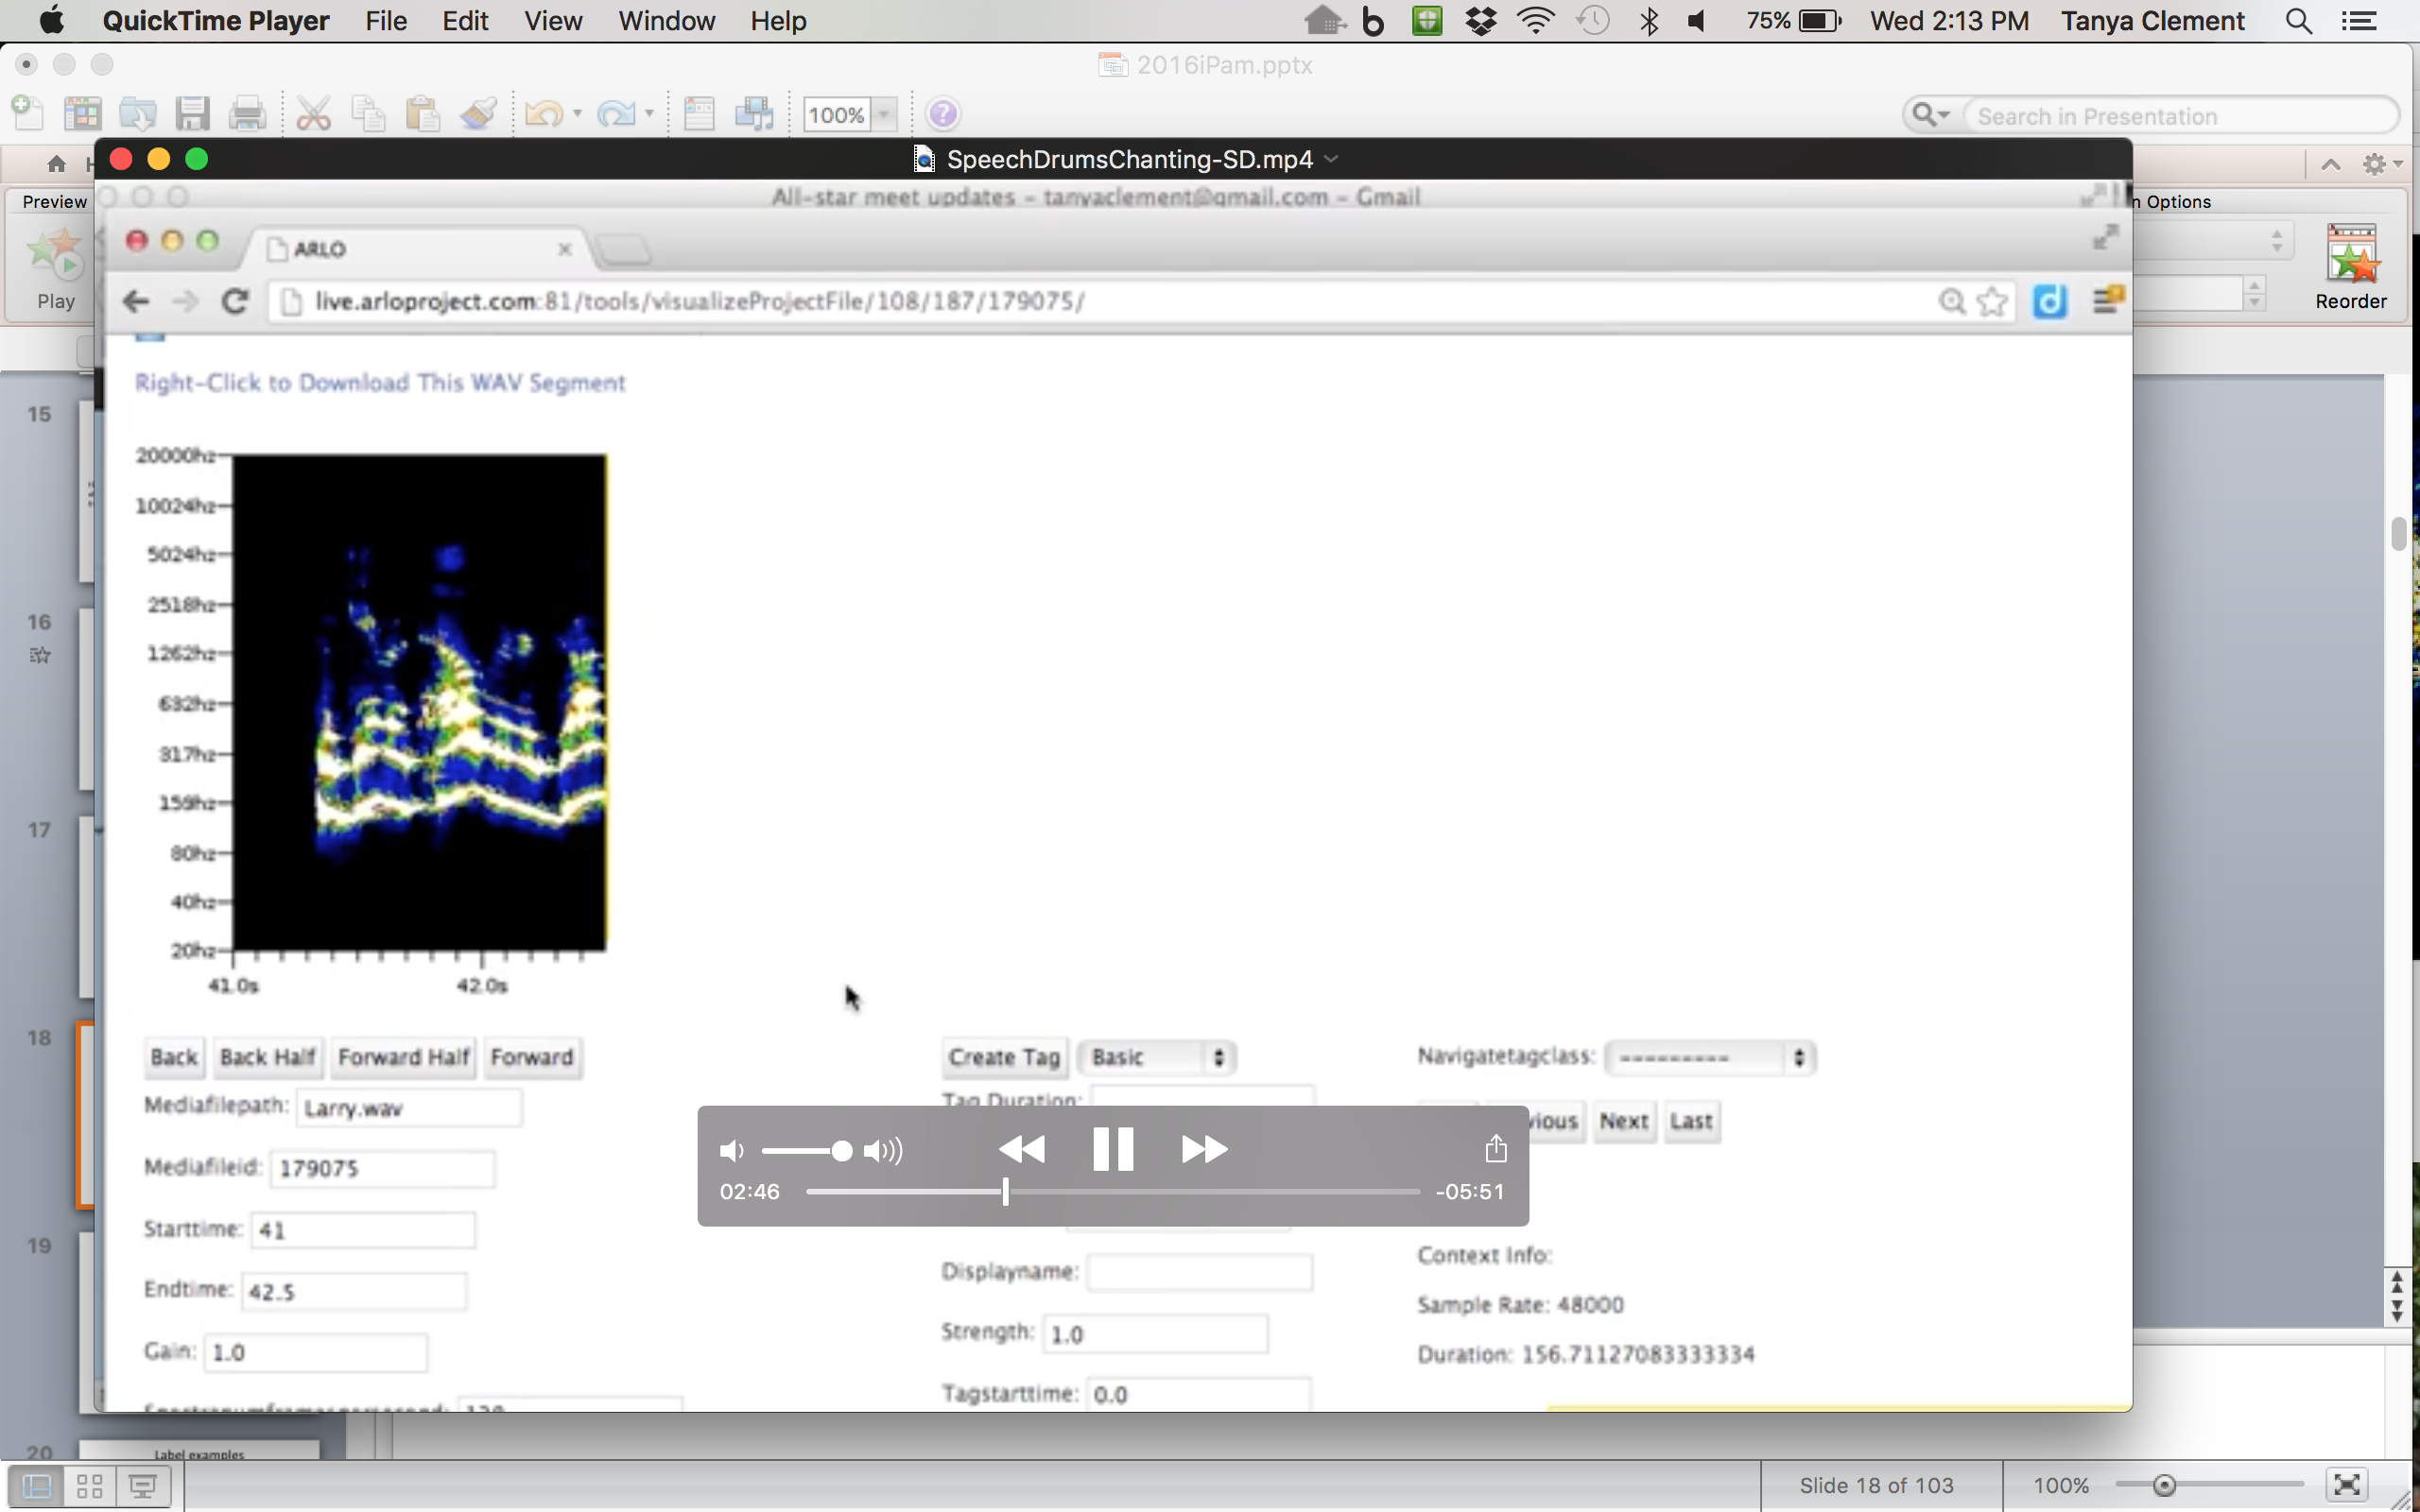 QuickTime Player File Edit View Window Help 75% Wed 2:13 PM Tanya Clement
2016iPam.pptx
100% Search in Presentation
SpeechDrumsChanting-SD.mp4
Preview All-star meet updates – tanyaclement@gmail.com – Gmail n Options
ARLO
Play live.arloproject.com:81/tools/visualizeProjectFile/108/187/179075/ Reorder
Right-Click to Download This WAV Segment
15
20000hz
10024hz
5024hz
2518hz
16
1262hz
632hz
317hz
159hz
17
80hz
40hz
20hz
41.0s 42.0s
18
Back Back Half Forward Half Forward Create Tag Basic Navigatetagclass: ---------
Mediafilepath: Larry.wav Tag Duration:
vious Next Last
Mediafileid: 179075
02:46 -05:51
Starttime: 41
19
Displayname: Context Info:
Endtime: 42.5
Strength: 1.0 Sample Rate: 48000
Gain: 1.0 Duration: 156.71127083333334
Tagstarttime: 0.0
20 Label examples
Slide 18 of 103 100%